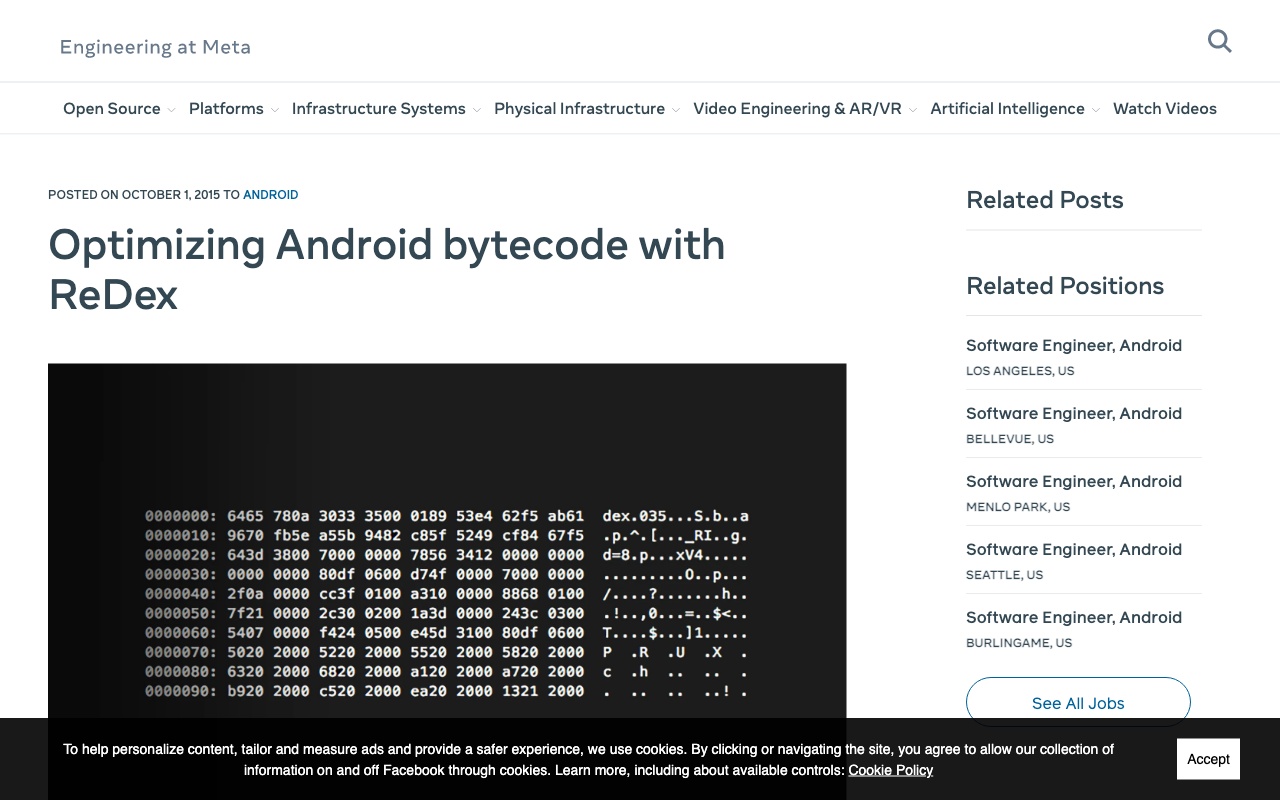 Engineering at Meta
Open Source
Platforms
Infrastructure Systems
Physical Infrastructure
Video Engineering & AR/VR
Artificial Intelligence
Watch Videos
POSTED ON OCTOBER 1, 2015 TO ANDROID
Optimizing Android bytecode with
ReDex
0000000: 6465 780a 3033 3500 0189 53e4 62f5 ab61  dex.035...S.b..a
0000010: 9670 fb5e a55b 9482 c85f 5249 cf84 67f5  .p.^.[..._RI..g.
0000020: 643d 3800 7000 0000 7856 3412 0000 0000  d=8.p...xV4.....
0000030: 0000 0000 80df 0600 d74f 0000 7000 0000  .........O..p...
0000040: 2f0a 0000 cc3f 0100 a310 0000 8868 0100  /....?.......h..
0000050: 7f21 0000 2c30 0200 1a3d 0000 243c 0300  .!..,0...=..$<..
0000060: 5407 0000 f424 0500 e45d 3100 80df 0600  T....$...]1.....
0000070: 5020 2000 5220 2000 5520 2000 5820 2000  P  .R  .U  .X  .
0000080: 6320 2000 6820 2000 a120 2000 a720 2000  c  .h  ..  ..  .
0000090: b920 2000 c520 2000 ea20 2000 1321 2000  .  ..  ..  ..! .
Related Posts
Related Positions
Software Engineer, Android
LOS ANGELES, US
Software Engineer, Android
BELLEVUE, US
Software Engineer, Android
MENLO PARK, US
Software Engineer, Android
SEATTLE, US
Software Engineer, Android
BURLINGAME, US
See All Jobs
To help personalize content, tailor and measure ads and provide a safer experience, we use cookies. By clicking or navigating the site, you agree to allow our collection of
information on and off Facebook through cookies. Learn more, including about available controls: Cookie Policy
Accept